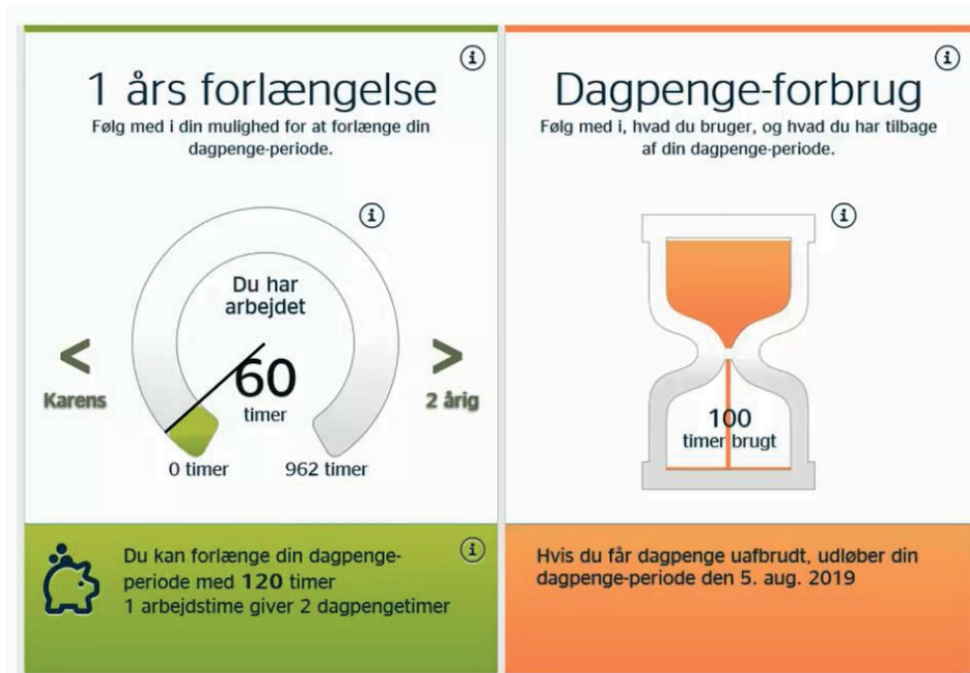 1 års forlængelse
Følg med i din mulighed for at forlænge din
dagpenge-periode.
Du har
arbejdet
60
timer
<
Karens
>
2 årig
0 timer
962 timer
Du kan forlænge din dagpenge-
periode med 120 timer
1 arbejdstime giver 2 dagpengetimer
Dagpenge-forbrug
Følg med i, hvad du bruger, og hvad du har tilbage
af din dagpenge-periode.
100
timer brugt
Hvis du får dagpenge uafbrudt, udløber din
dagpenge-periode den 5. aug. 2019